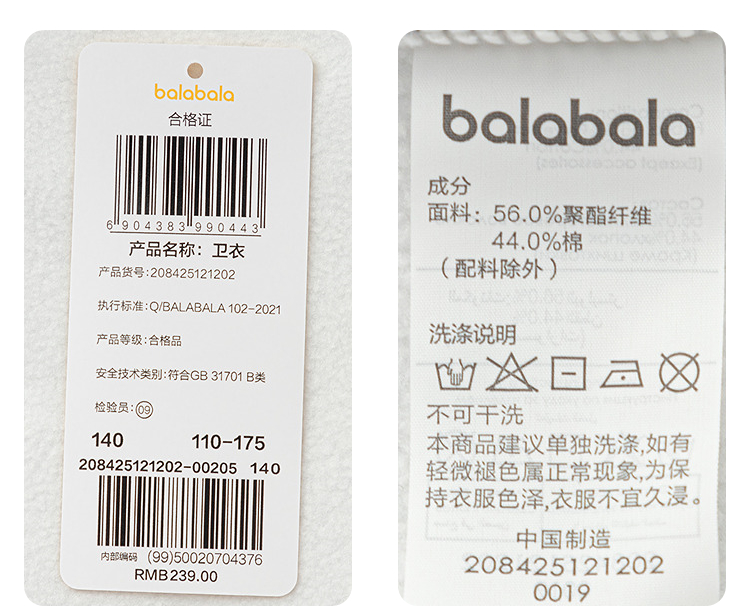 balabala
合格证
6 904383 990443
产品名称：卫衣
产品货号:208425121202
执行标准:Q/BALABALA 102-2021
产品等级:合格品
安全技术类别:符合GB 31701 B类
检验员:09
140 110-175
208425121202-00205 140
内部编码 (99)50020704376
RMB239.00
balabala
成分
面料：56.0%聚酯纤维
44.0%棉
（配料除外）
洗涤说明
不可干洗
本商品建议单独洗涤,如有
轻微褪色属正常现象,为保
持衣服色泽,衣服不宜久浸。
中国制造
208425121202
0019